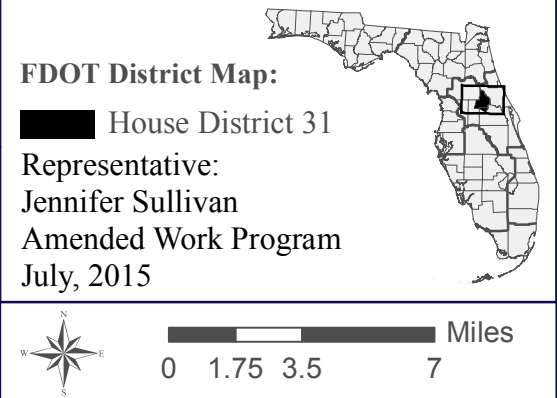 FDOT District Map:
House District 31
Representative:
Jennifer Sullivan
Amended Work Program
July, 2015
N
W E
S
Miles
0 1.75 3.5 7